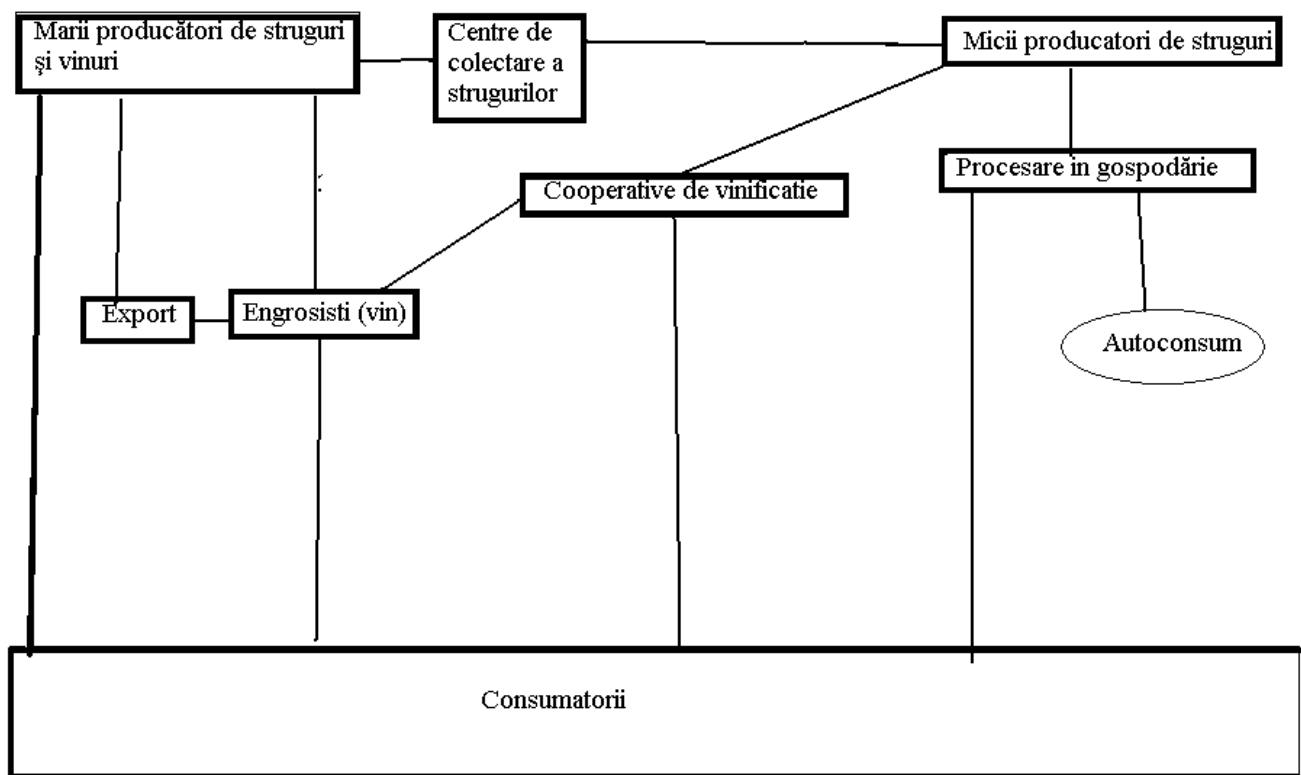 Marii producători de struguri
şi vinuri
Centre de
colectare a
strugurilor
Micii producatori de struguri
Procesare in gospodărie
Cooperative de vinificatie
Export
Engrosisti (vin)
Autoconsum
Consumatorii